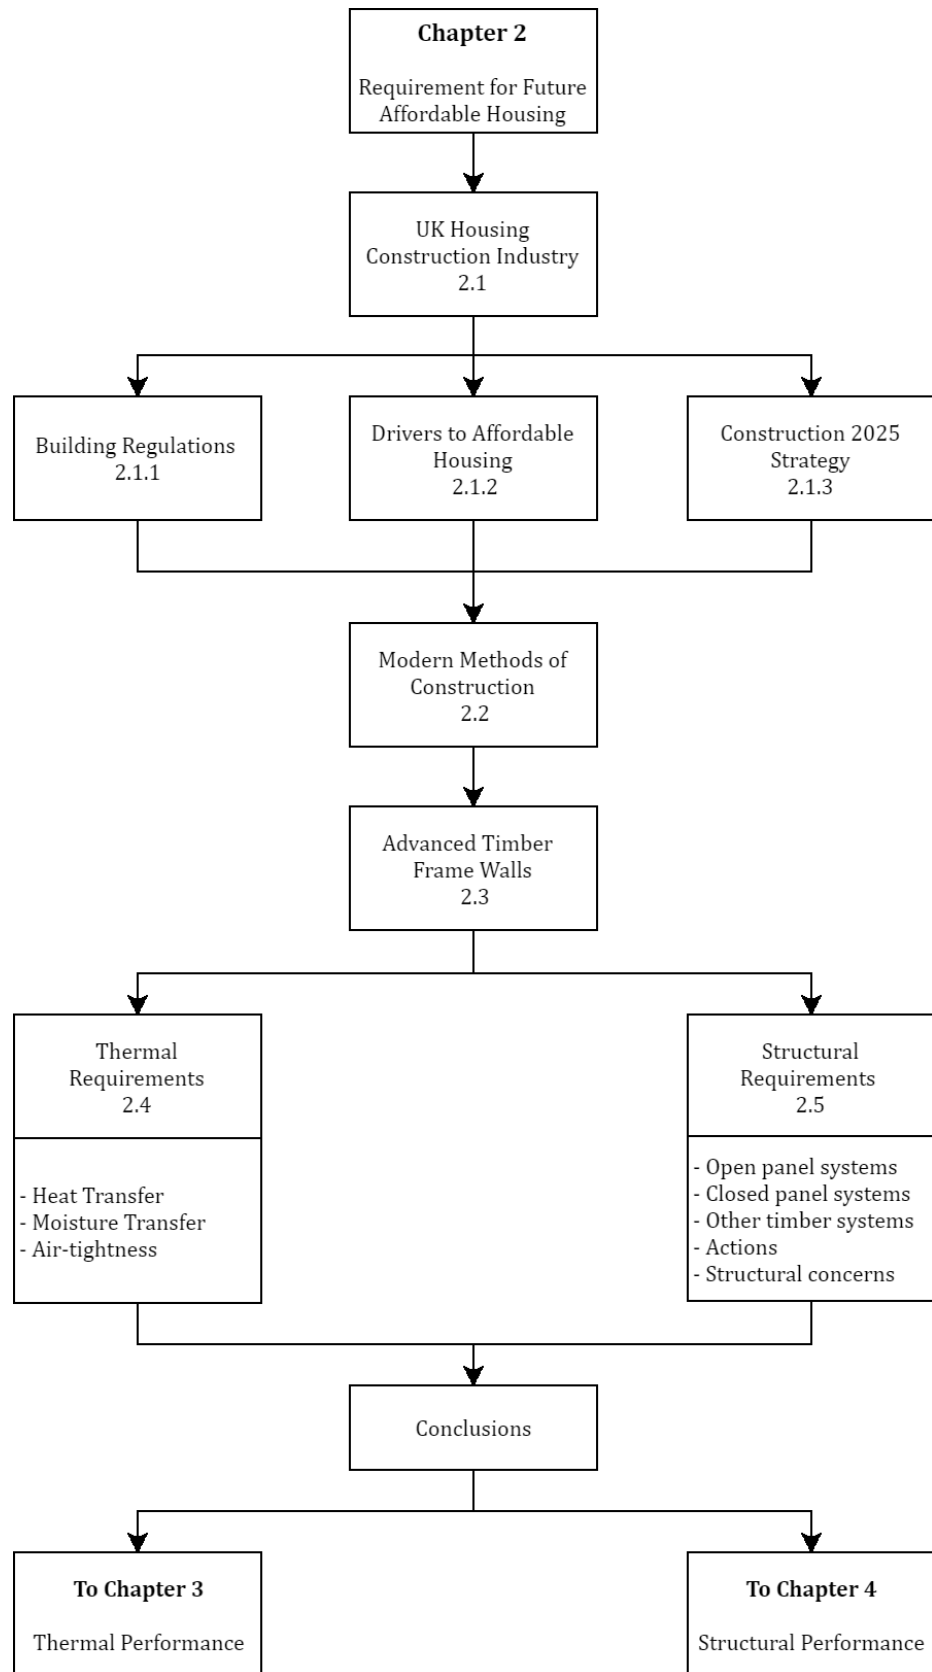 Chapter 2
Requirement for Future
Affordable Housing
UK Housing
Construction Industry
2.1
Building Regulations
2.1.1
Drivers to Affordable
Housing
2.1.2
Construction 2025
Strategy
2.1.3
Modern Methods of
Construction
2.2
Advanced Timber
Frame Walls
2.3
Thermal
Requirements
2.4
- Heat Transfer
- Moisture Transfer
- Air-tightness
Structural
Requirements
2.5
- Open panel systems
- Closed panel systems
- Other timber systems
- Actions
- Structural concerns
Conclusions
To Chapter 3
Thermal Performance
To Chapter 4
Structural Performance